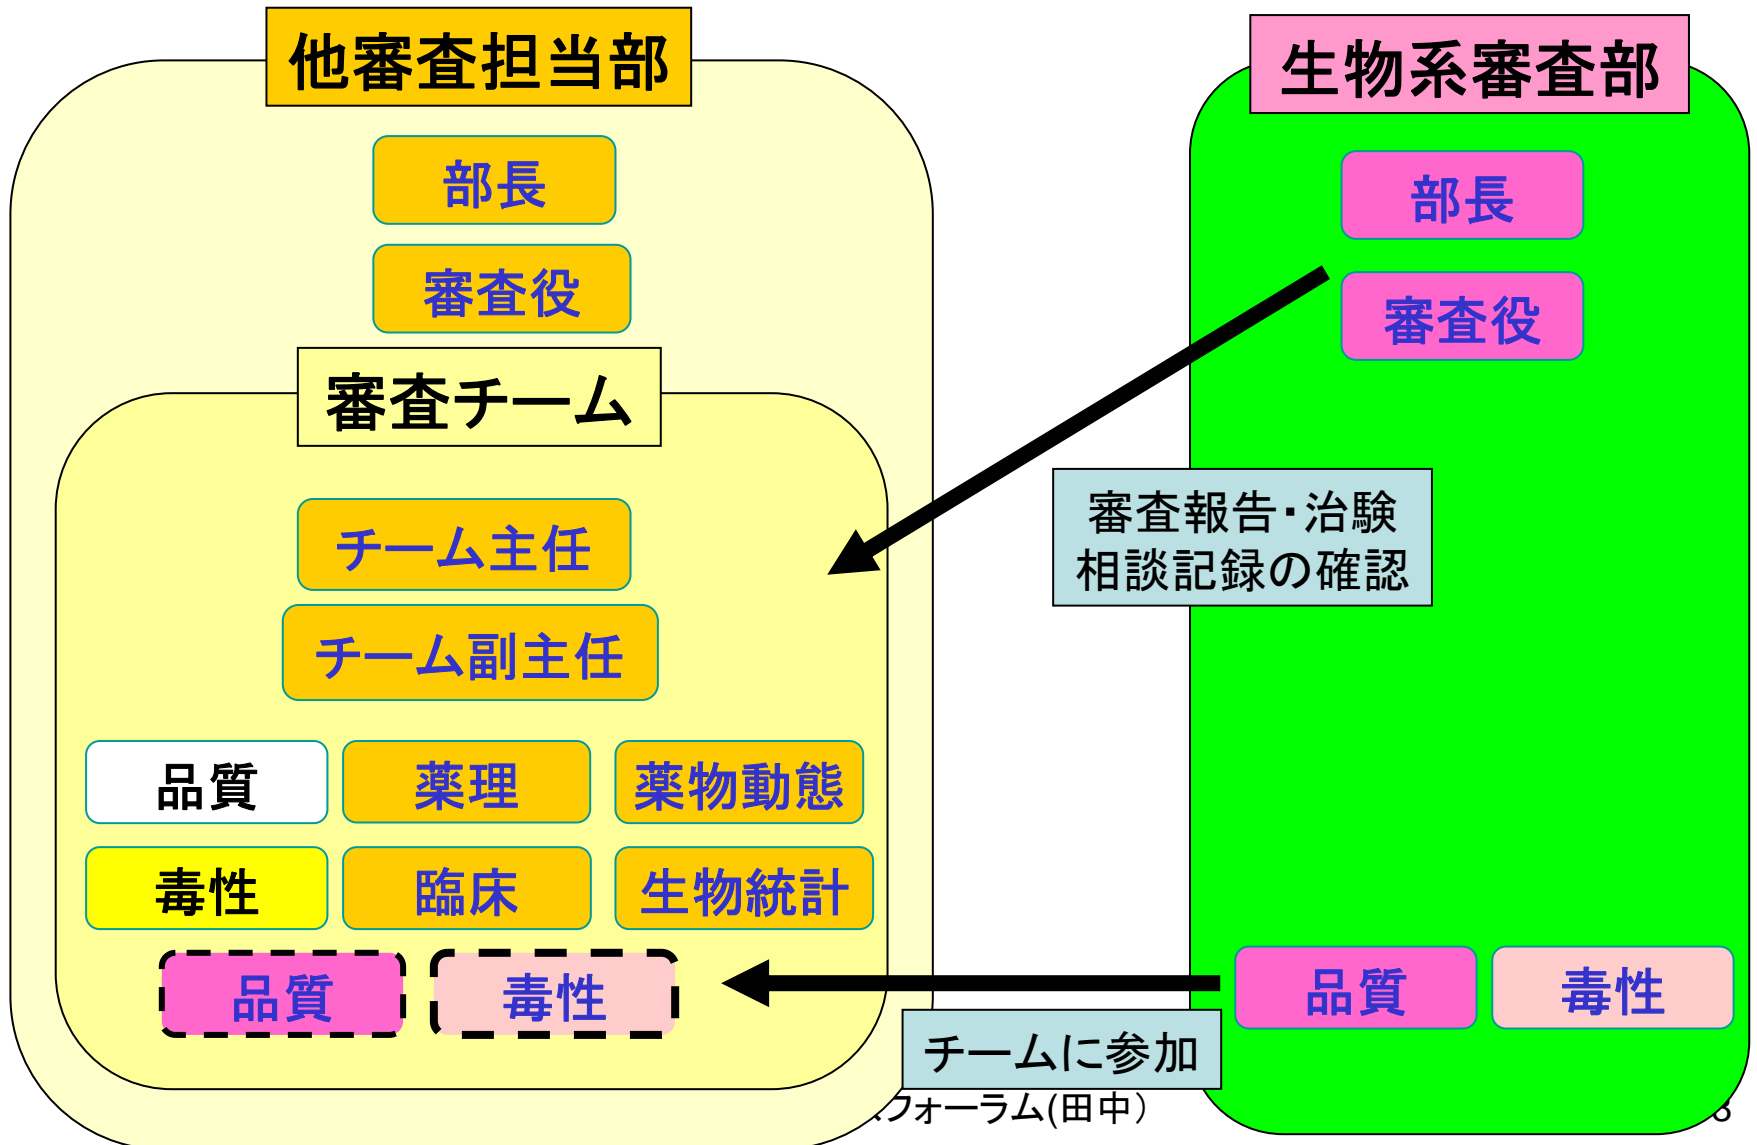 他審査担当部
部長
審査役
審査チーム
チーム主任
チーム副主任
品質
薬理
薬物動態
毒性
臨床
生物統計
品質
毒性
生物系審査部
部長
審査役
審査報告・治験
相談記録の確認
品質
毒性
チームに参加
フォーラム(田中）